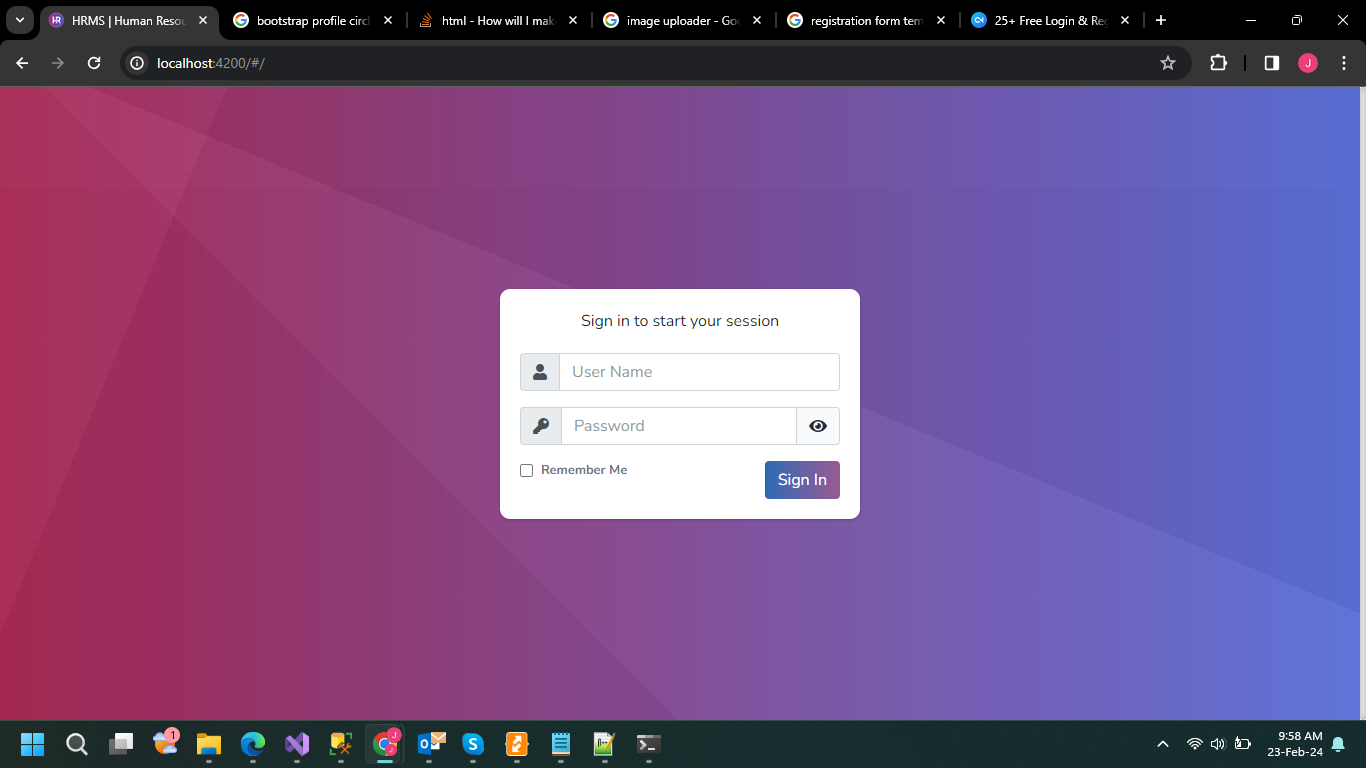 HRMS | Human Resou
bootstrap profile circ
html - How will I mak
image uploader - Goo
registration form tem
25+ Free Login & Reg
localhost:4200/#/
J
HR
Sign in to start your session
User Name
Password
Remember Me
Sign In
1
J
J
S
9:58 AM
23-Feb-24